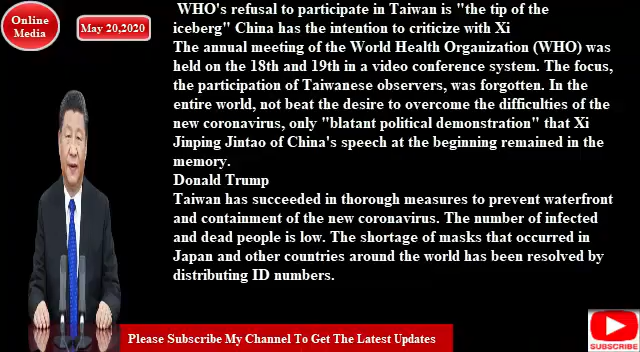 Online
Media
May 20,2020
WHO's refusal to participate in Taiwan is "the tip of the
iceberg" China has the intention to criticize with Xi
The annual meeting of the World Health Organization (WHO) was
held on the 18th and 19th in a video conference system. The focus,
the participation of Taiwanese observers, was forgotten. In the
entire world, not beat the desire to overcome the difficulties of the
new coronavirus, only "blatant political demonstration" that Xi
Jinping Jintao of China's speech at the beginning remained in the
memory.
Donald Trump
Taiwan has succeeded in thorough measures to prevent waterfront
and containment of the new coronavirus. The number of infected
and dead people is low. The shortage of masks that occurred in
Japan and other countries around the world has been resolved by
distributing ID numbers.
Please Subscribe My Channel To Get The Latest Updates
SUBSCRIBE